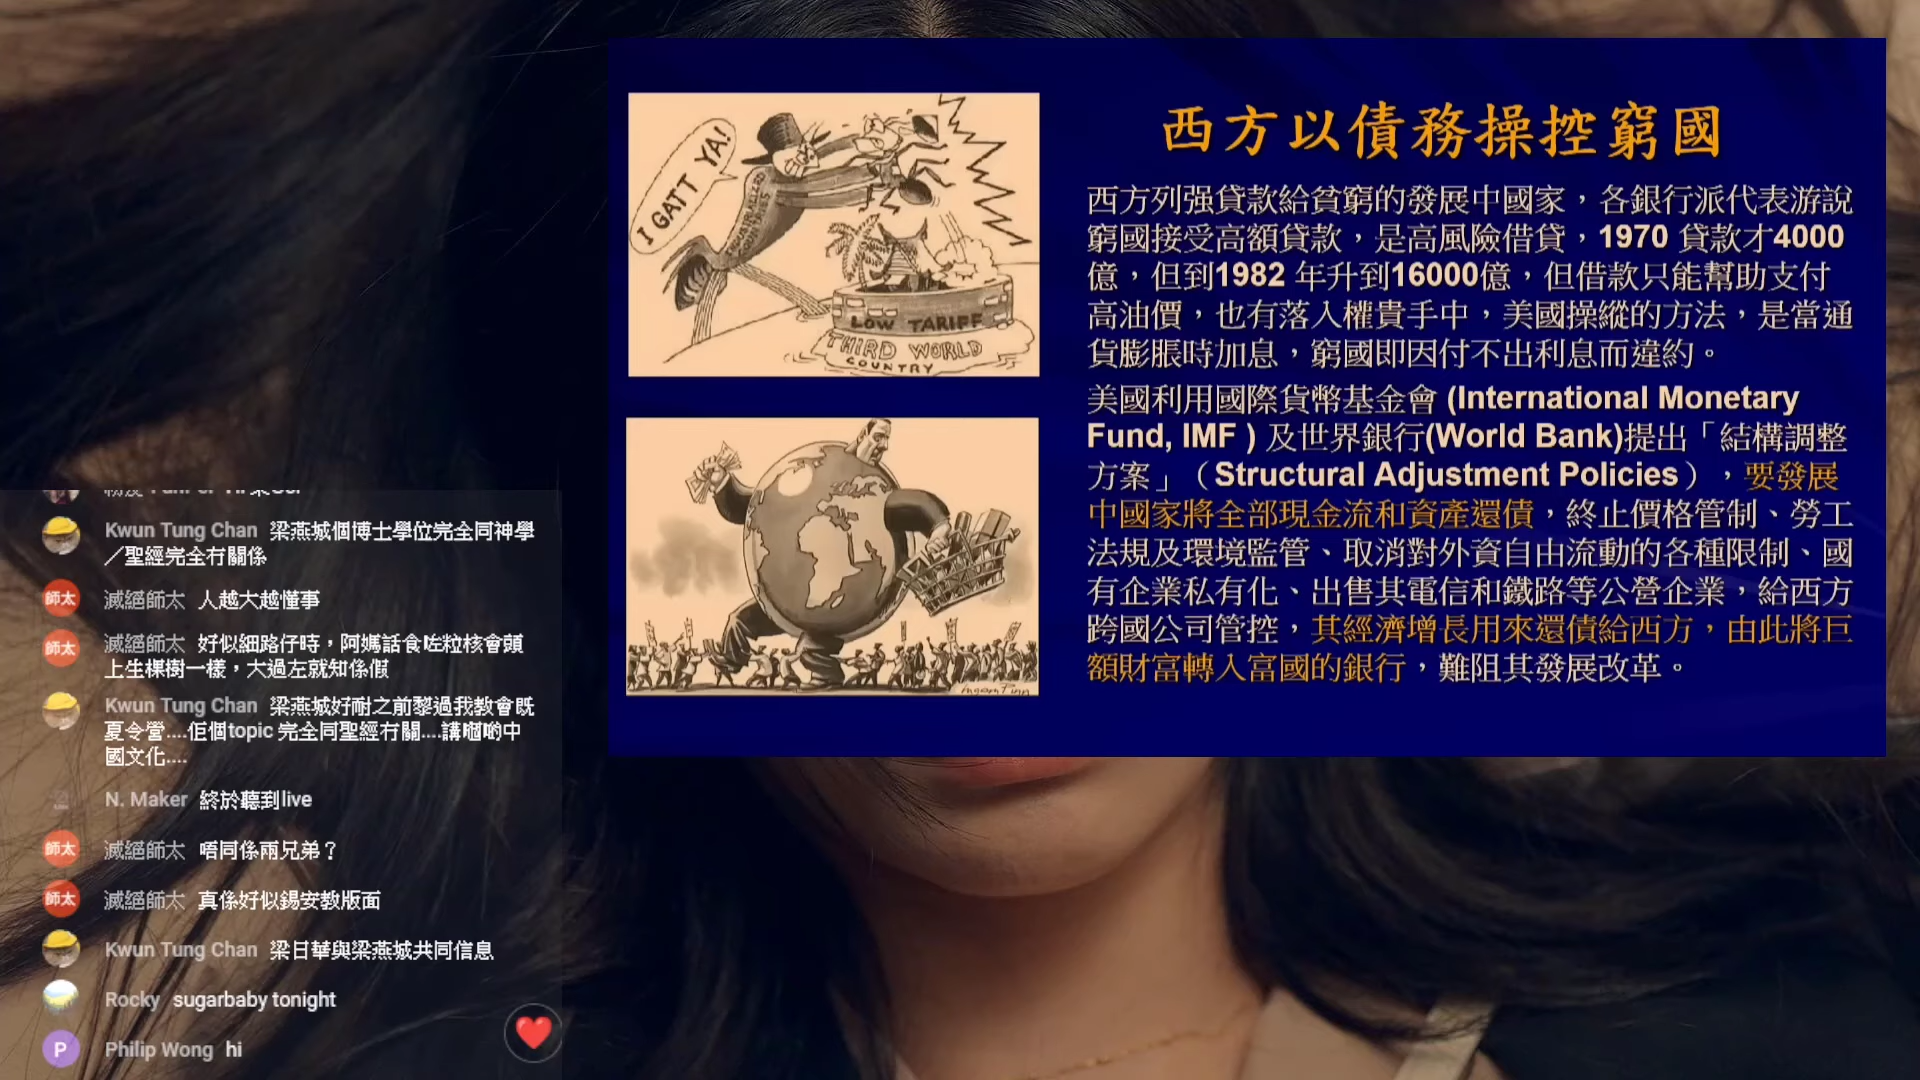 西方以債務操控窮國
I GATT YA!
INDUSTRIALIZED COUNTRIES
LOW TARIFF
THIRD WORLD
COUNTRY
西方列强貸款給貧窮的發展中國家，各銀行派代表游說
窮國接受高額貸款，是高風險借貸，1970 貸款才4000
億，但到1982 年升到16000億，但借款只能幫助支付
高油價，也有落入權貴手中，美國操縱的方法，是當通
貨膨脹時加息，窮國即因付不出利息而違約。
美國利用國際貨幣基金會 (International Monetary
Fund, IMF ) 及世界銀行(World Bank)提出「結構調整
方案」（Structural Adjustment Policies），要發展
中國家將全部現金流和資產還債，終止價格管制、勞工
法規及環境監管、取消對外資自由流動的各種限制、國
有企業私有化、出售其電信和鐵路等公營企業，給西方
跨國公司管控，其經濟增長用來還債給西方，由此將巨
額財富轉入富國的銀行，難阻其發展改革。
Kwun Tung Chan 梁燕城個博士學位完全同神學
／聖經完全冇關係
師太 滅絕師太 人越大越懂事
師太 滅絕師太 好似細路仔時，阿媽話食咗粒核會頭
上生棵樹一樣，大過左就知係假
Kwun Tung Chan 梁燕城好耐之前黎過我教會既
夏令營....佢個topic 完全同聖經冇關....講嗰啲中
國文化....
N. Maker 終於聽到live
師太 滅絕師太 唔同係兩兄弟？
師太 滅絕師太 真係好似錫安教版面
Kwun Tung Chan 梁日華與梁燕城共同信息
Rocky sugarbaby tonight
P Philip Wong hi